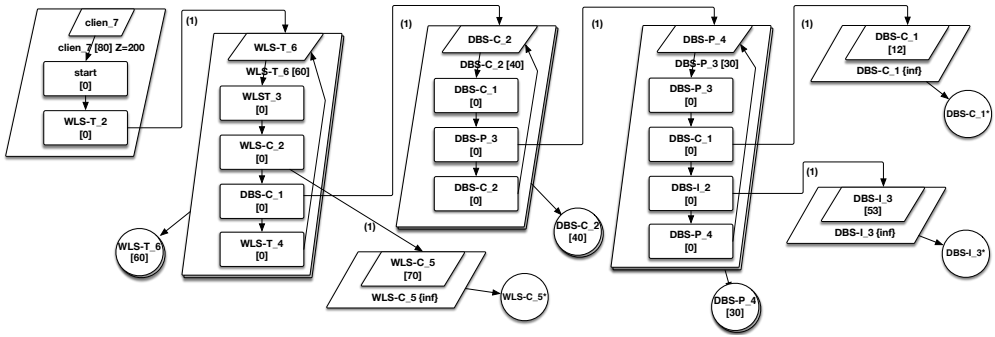 clien_7
clien_7 [80] Z=200
start
[0]
WLS-T_2
[0]
(1)
WLS-T_6
WLS-T_6 [60]
WLST_3
[0]
WLS-C_2
[0]
DBS-C_1
[0]
WLS-T_4
[0]
WLS-T_6
[60]
(1)
WLS-C_5
[70]
WLS-C_5 {inf}
WLS-C_5*
(1)
DBS-C_2
DBS-C_2 [40]
DBS-C_1
[0]
DBS-P_3
[0]
DBS-C_2
[0]
DBS-C_2
[40]
(1)
DBS-P_4
DBS-P_3 [30]
DBS-P_3
[0]
DBS-C_1
[0]
DBS-I_2
[0]
DBS-P_4
[0]
DBS-P_4
[30]
(1)
DBS-C_1
[12]
DBS-C_1 {inf}
DBS-C_1*
(1)
DBS-I_3
[53]
DBS-I_3 {inf}
DBS-I_3*